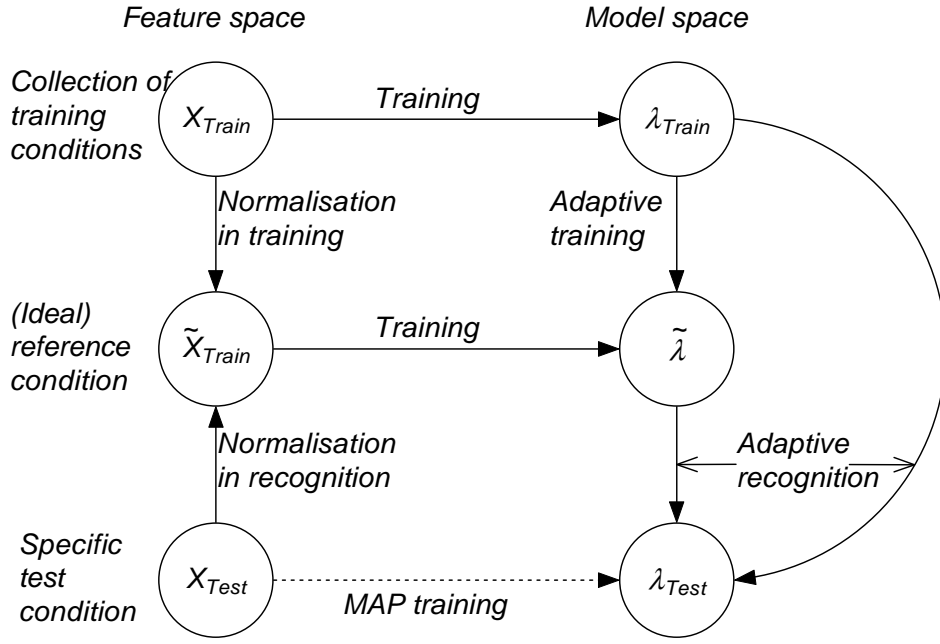 Feature space
Model space
Collection of
training
conditions
X_Train
Training
λ_Train
Normalisation
in training
Adaptive
training
(Ideal)
reference
condition
X̃_Train
Training
λ̃
Normalisation
in recognition
Adaptive
recognition
Specific
test
condition
X_Test
MAP training
λ_Test